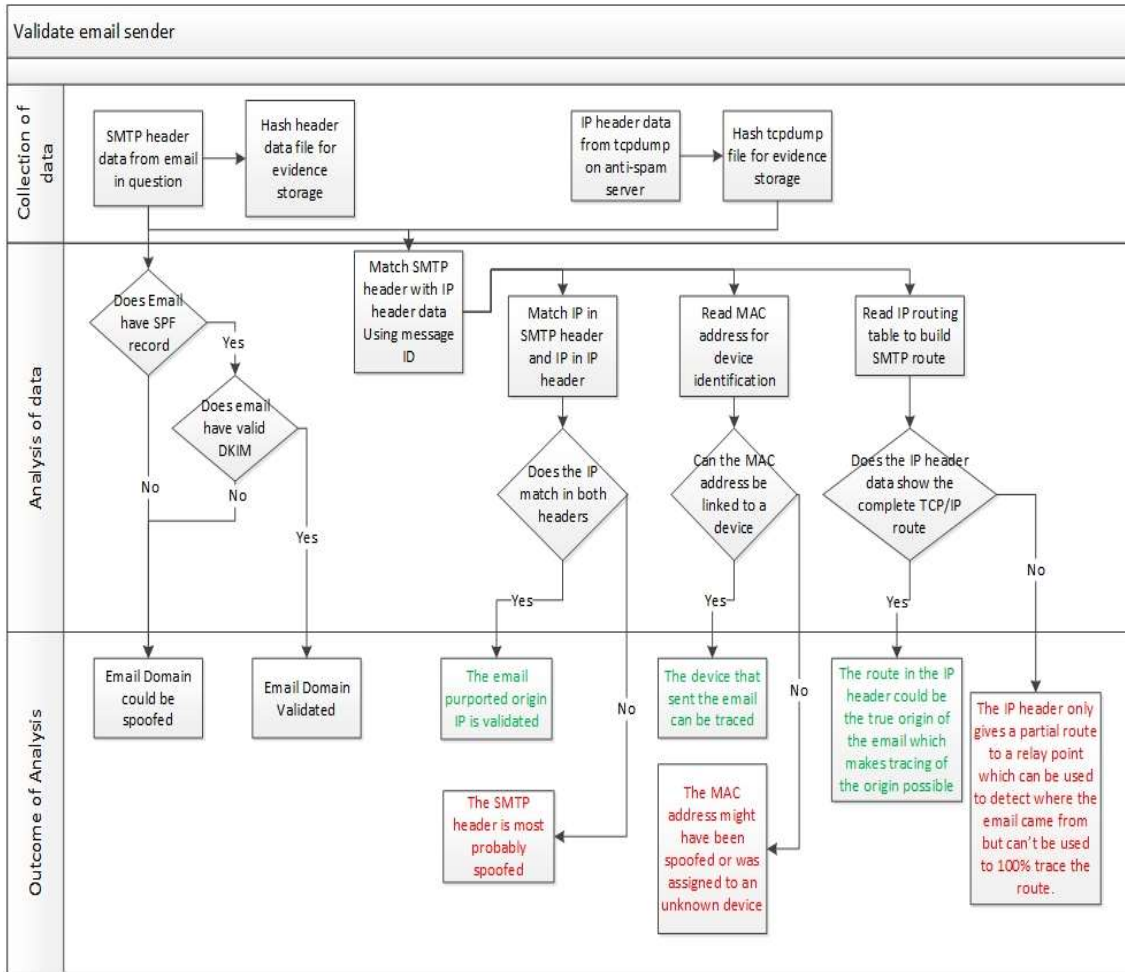 Validate email sender
Collection of
data
SMTP header
data from email
in question
Hash header
data file for
evidence
storage
IP header data
from tcpdump
on anti-spam
server
Hash tcpdump
file for evidence
storage
Analysis of data
Does Email
have SPF
record
Yes
No
Does email
have valid
DKIM
No
Yes
Match SMTP
header with IP
header data
Using message
ID
Match IP in
SMTP header
and IP in IP
header
Does the IP
match in both
headers
Yes
No
Read MAC
address for
device
identification
Can the MAC
address be
linked to a
device
Yes
No
Read IP routing
table to build
SMTP route
Does the IP header
data show the
complete TCP/IP
route
Yes
No
Outcome of Analysis
Email Domain
could be
spoofed
Email Domain
Validated
The email
purported origin
IP is validated
The SMTP
header is most
probably
spoofed
The device that
sent the email
can be traced
The MAC
address might
have been
spoofed or was
assigned to an
unknown device
The route in the IP
header could be
the true origin of
the email which
makes tracing of
the origin possible
The IP header only
gives a partial route
to a relay point
which can be used
to detect where the
email came from
but can't be used
to 100% trace the
route.